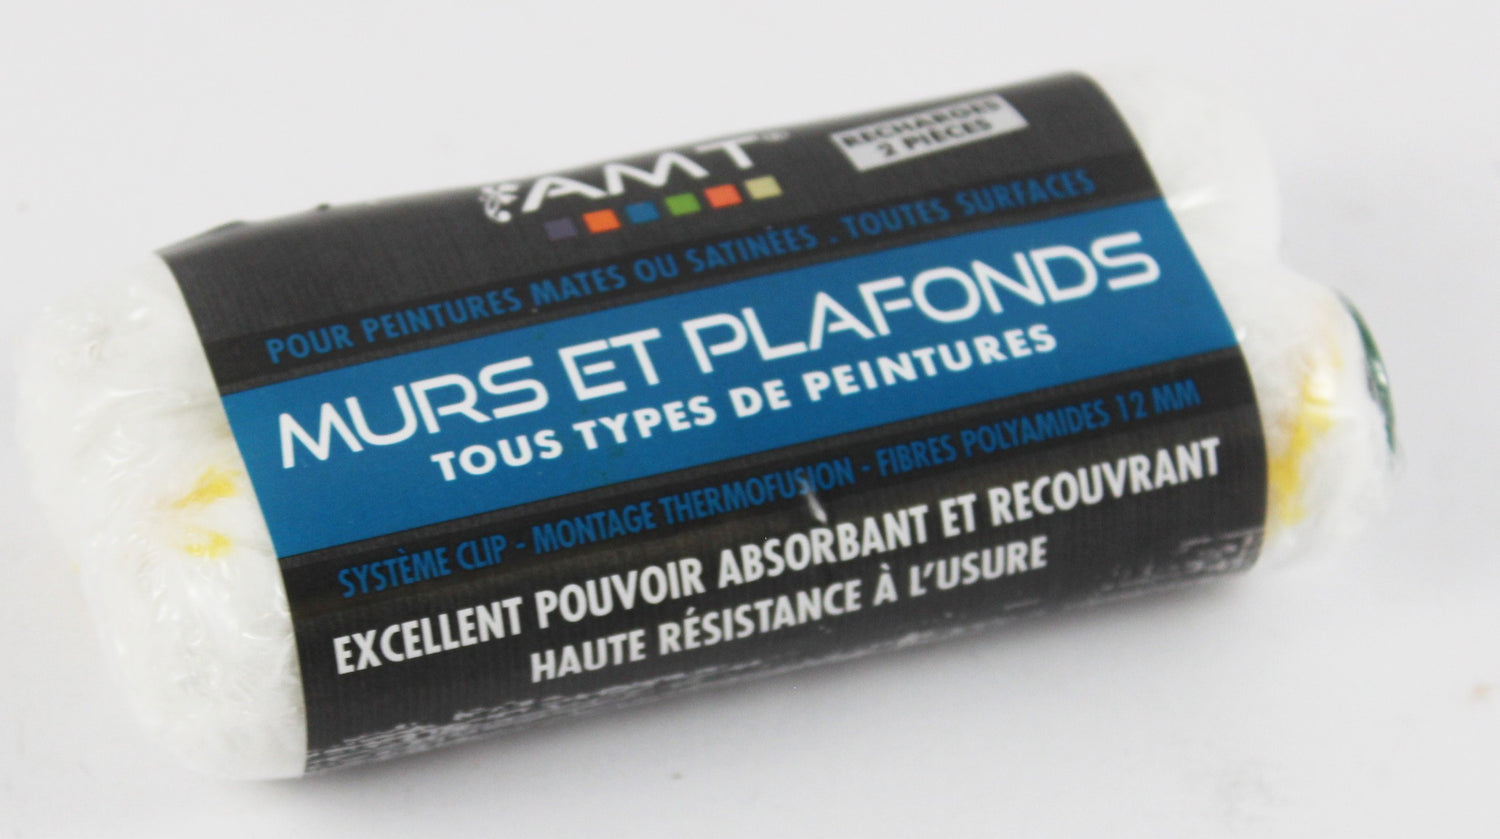 AMT®
RECHARGES
2 PIÈCES
POUR PEINTURES MATES OU SATINÉES . TOUTES SURFACES
MURS ET PLAFONDS
TOUS TYPES DE PEINTURES
SYSTÈME CLIP - MONTAGE THERMOFUSION - FIBRES POLYAMIDES 12 MM
EXCELLENT POUVOIR ABSORBANT ET RECOUVRANT
HAUTE RÉSISTANCE À L'USURE